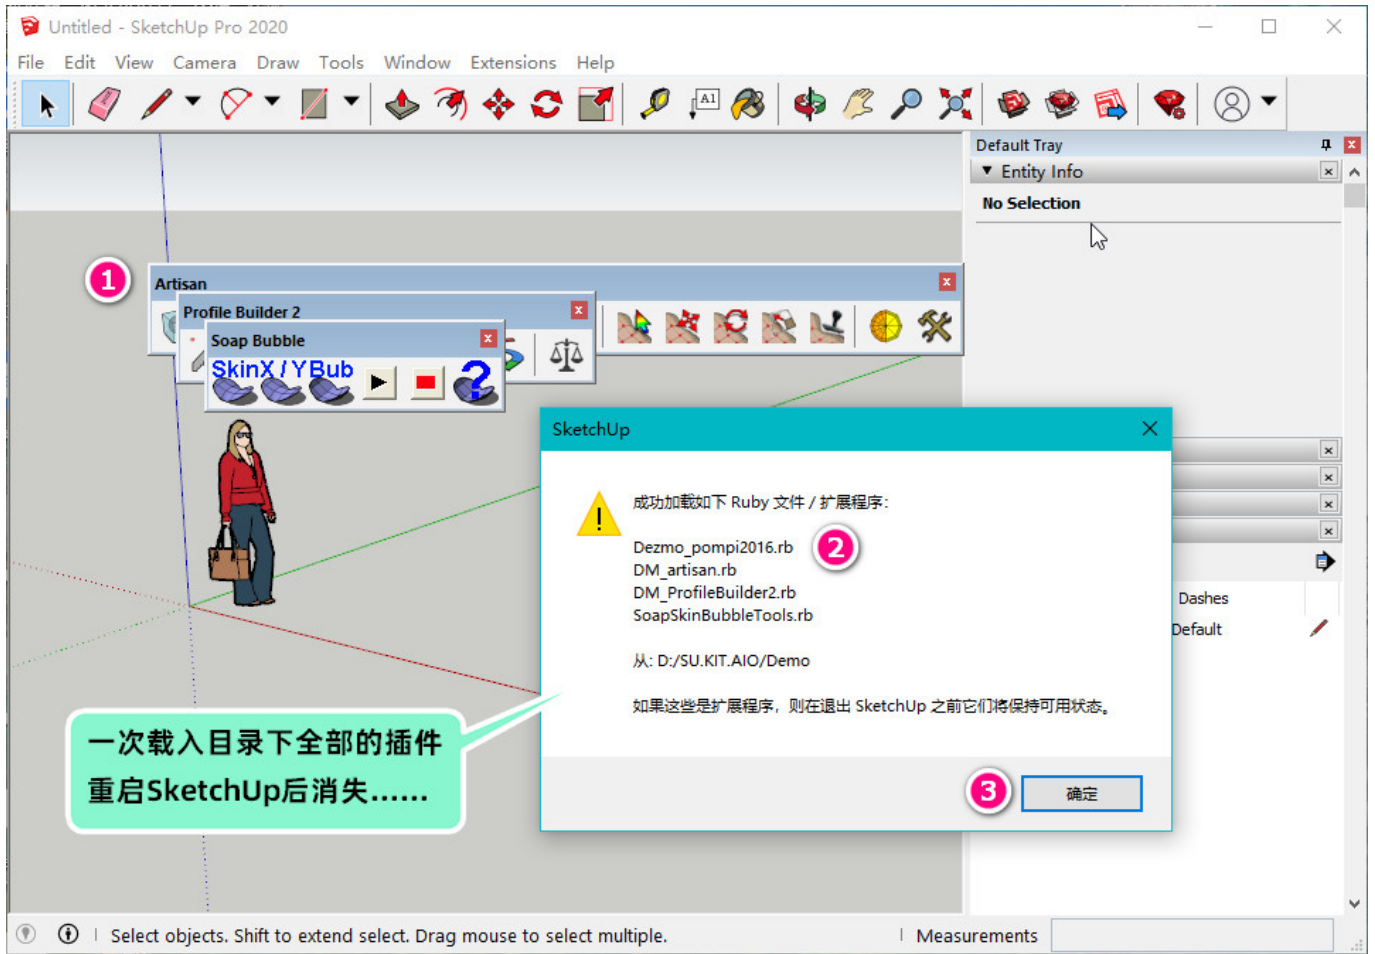 Untitled - SketchUp Pro 2020
File Edit View Camera Draw Tools Window Extensions Help
A1
Default Tray
Entity Info
No Selection
1
Artisan
Profile Builder 2
Soap Bubble
SkinX / YBub
?
SketchUp
成功加载如下 Ruby 文件 / 扩展程序:
Dezmo_pompi2016.rb
2
DM_artisan.rb
DM_ProfileBuilder2.rb
SoapSkinBubbleTools.rb
从: D:/SU.KIT.AIO/Demo
如果这些是扩展程序，则在退出 SketchUp 之前它们将保持可用状态。
3
确定
Dashes
Default
一次载入目录下全部的插件
重启SketchUp后消失……
Select objects. Shift to extend select. Drag mouse to select multiple.
Measurements